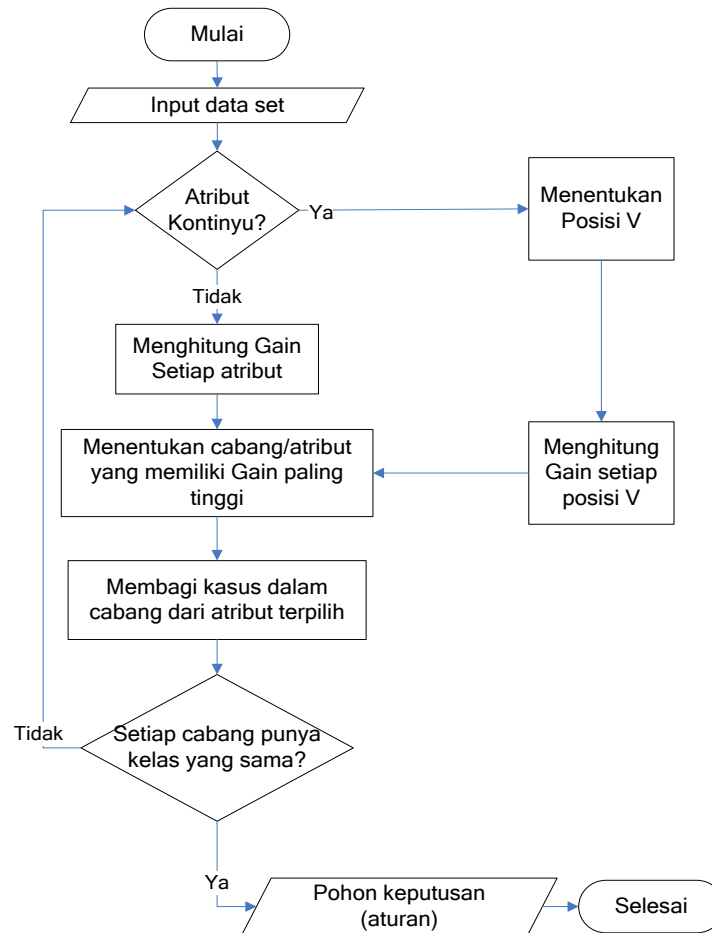 Mulai
Input data set
Atribut
Kontinyu?
Ya
Menentukan
Posisi V
Tidak
Menghitung Gain
Setiap atribut
Menentukan cabang/atribut
yang memiliki Gain paling
tinggi
Menghitung
Gain setiap
posisi V
Membagi kasus dalam
cabang dari atribut terpilih
Tidak
Setiap cabang punya
kelas yang sama?
Ya
Pohon keputusan
(aturan)
Selesai